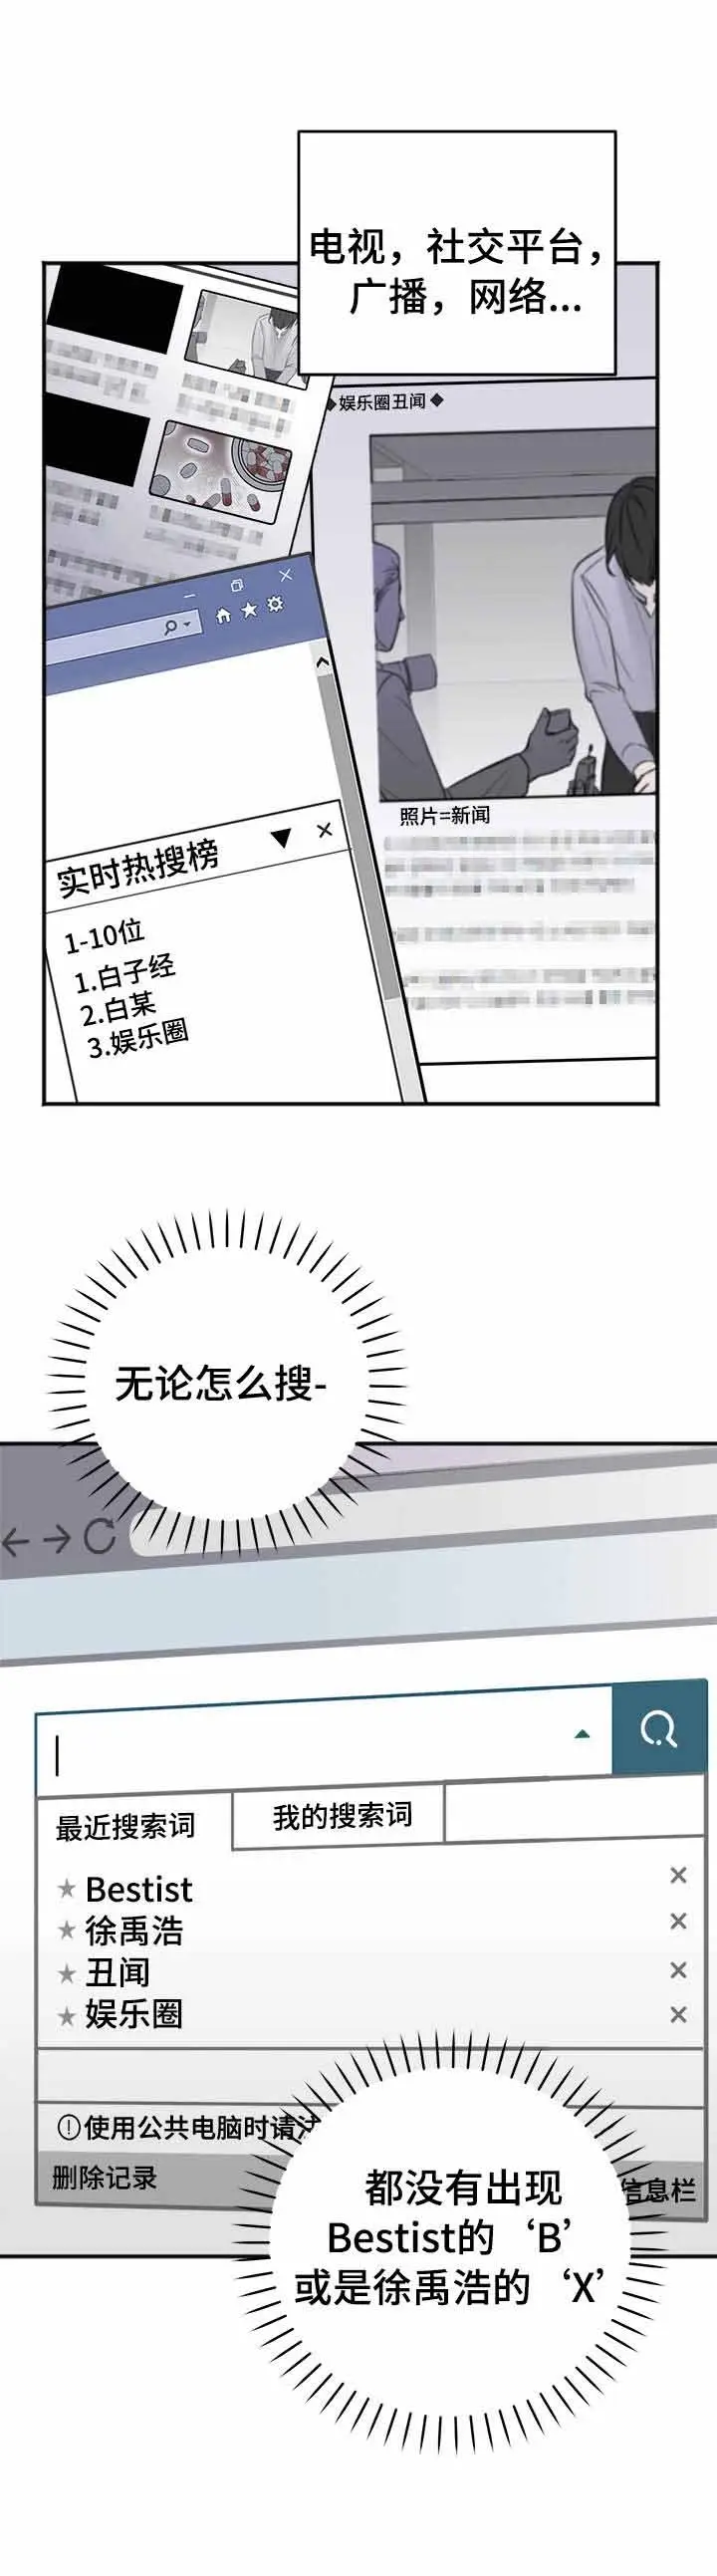 电视，社交平台，
广播，网络...
◆娱乐圈丑闻◆
照片=新闻
实时热搜榜
1-10位
1.白子经
2.白某
3.娱乐圈
无论怎么搜-
最近搜索词
我的搜索词
Bestist
徐禹浩
丑闻
娱乐圈
使用公共电脑时请
删除记录
信息栏
都没有出现
Bestist的‘B’
或是徐禹浩的‘X’